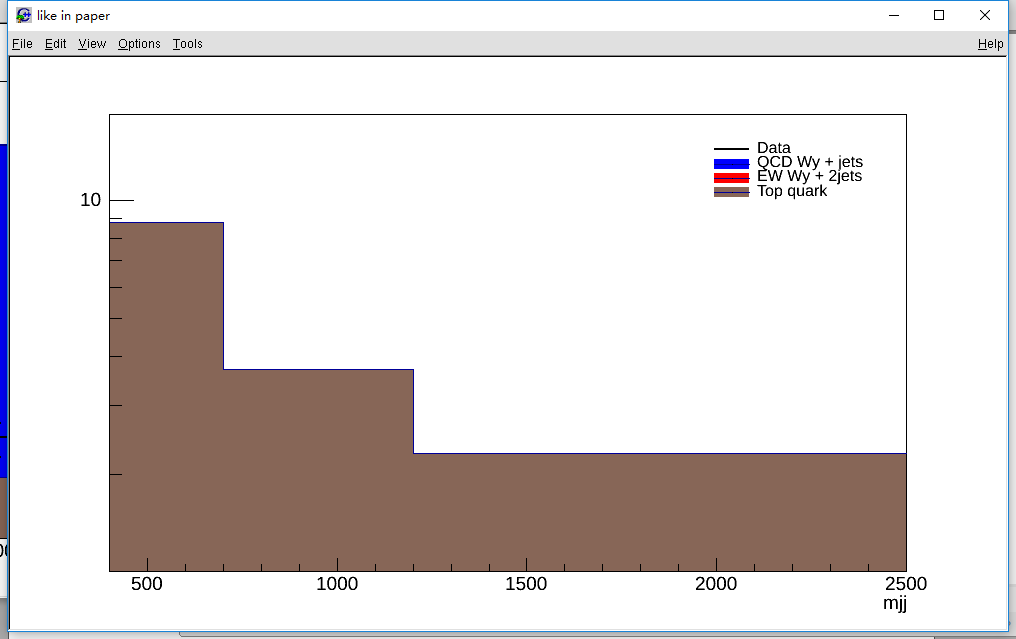 like in paper
File Edit View Options Tools Help
Data
QCD Wy + jets
EW Wy + 2jets
Top quark
10
500 1000 1500 2000 2500
mjj